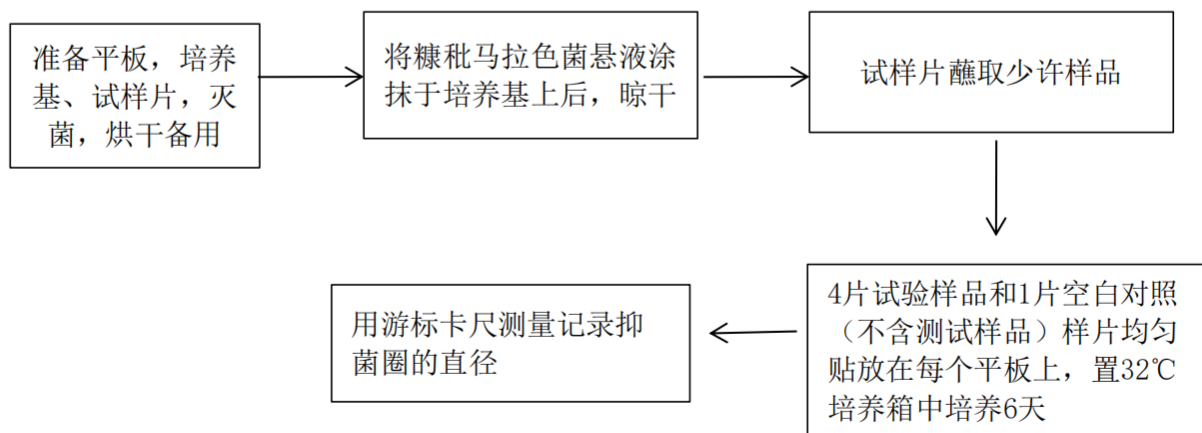 准备平板，培养
基、试样片，灭
菌，烘干备用
将糠秕马拉色菌悬液涂
抹于培养基上后，晾干
试样片蘸取少许样品
4片试验样品和1片空白对照
（不含测试样品）样片均匀
贴放在每个平板上，置32℃
培养箱中培养6天
用游标卡尺测量记录抑
菌圈的直径